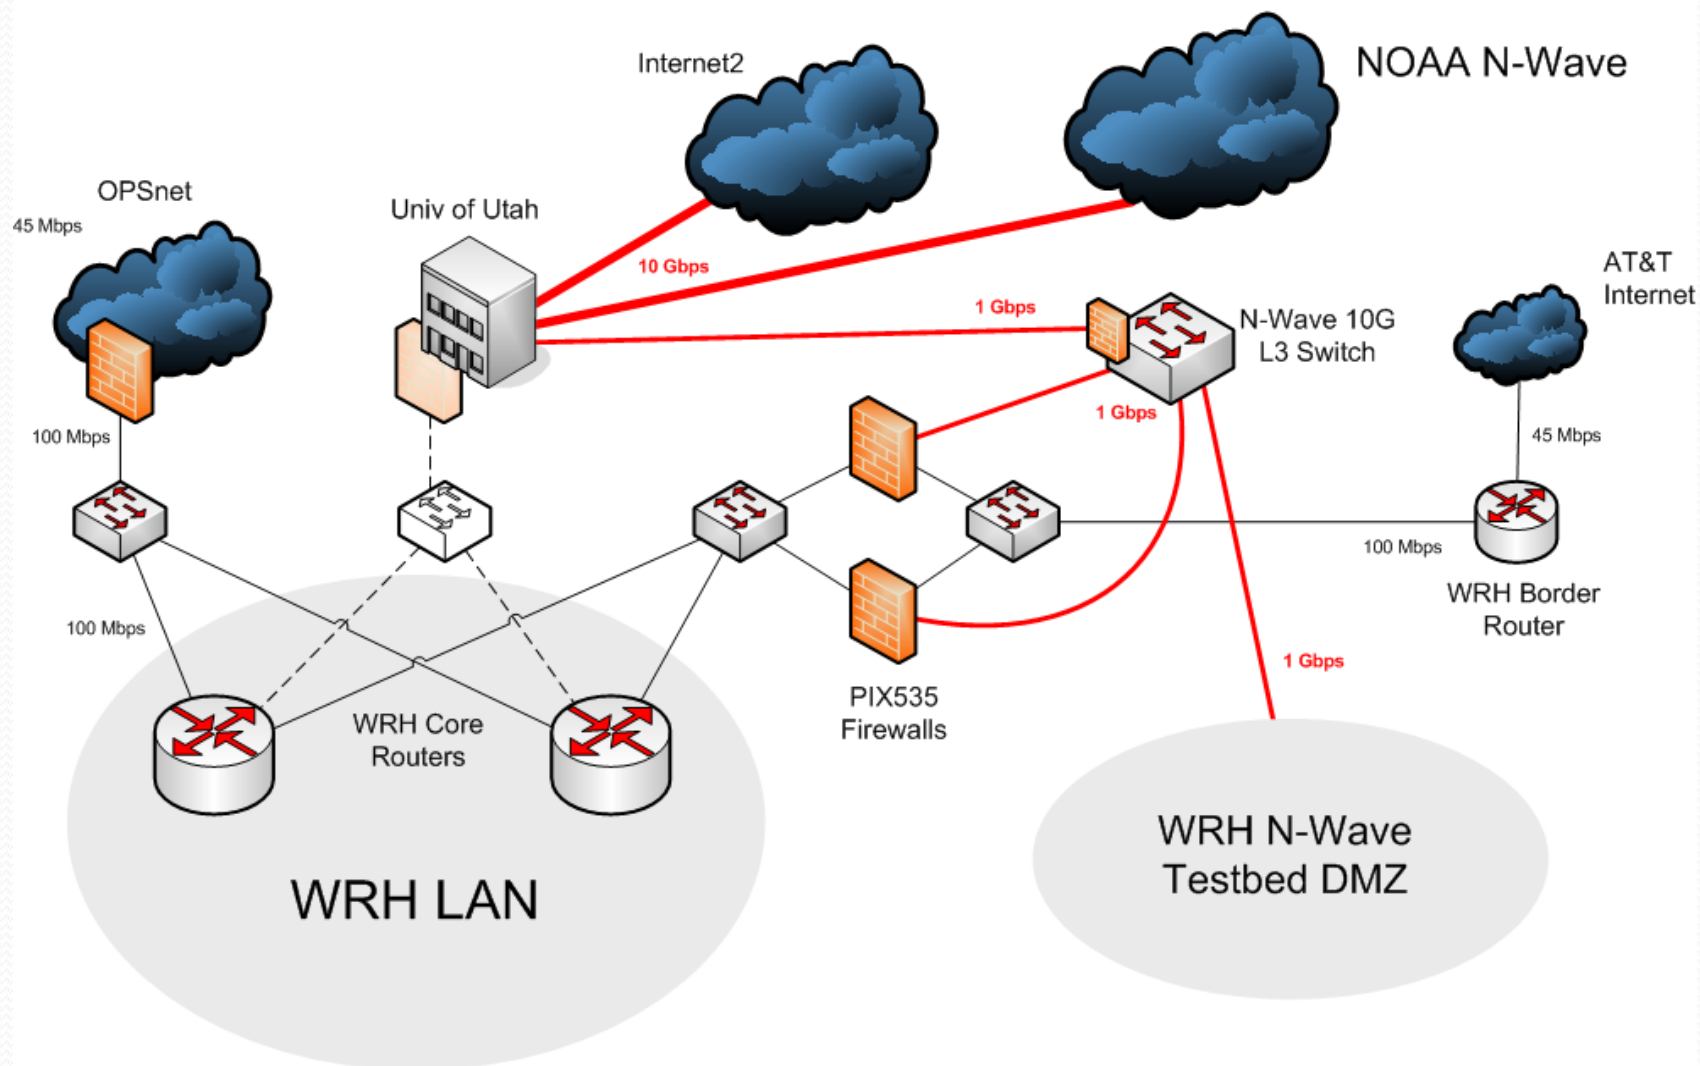 Internet2
NOAA N-Wave
OPSnet
45 Mbps
Univ of Utah
10 Gbps
1 Gbps
N-Wave 10G
L3 Switch
AT&T
Internet
100 Mbps
1 Gbps
45 Mbps
100 Mbps
100 Mbps
WRH Border
Router
1 Gbps
PIX535
Firewalls
WRH Core
Routers
WRH N-Wave
Testbed DMZ
WRH LAN